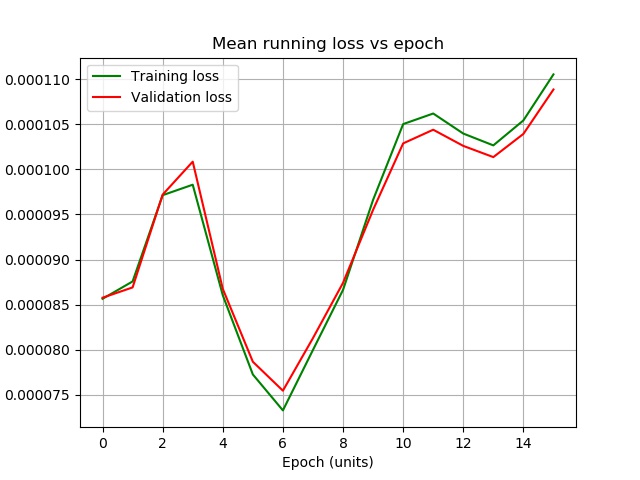 Mean running loss vs epoch
Training loss
Validation loss
0.000110
0.000105
0.000100
0.000095
0.000090
0.000085
0.000080
0.000075
0 2 4 6 8 10 12 14
Epoch (units)